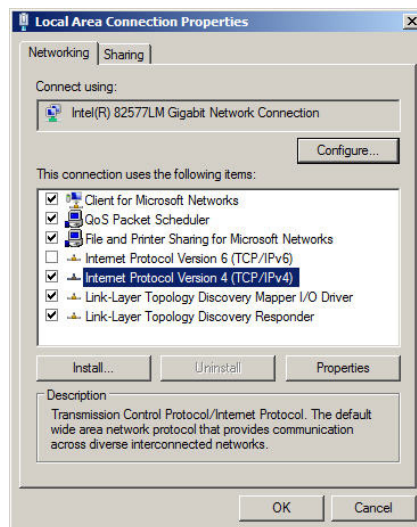 Local Area Connection Properties
Networking
Sharing
Connect using:
Intel(R) 82577LM Gigabit Network Connection
Configure...
This connection uses the following items:
Client for Microsoft Networks
QoS Packet Scheduler
File and Printer Sharing for Microsoft Networks
Internet Protocol Version 6 (TCP/IPv6)
Internet Protocol Version 4 (TCP/IPv4)
Link-Layer Topology Discovery Mapper I/O Driver
Link-Layer Topology Discovery Responder
Install...
Uninstall
Properties
Description
Transmission Control Protocol/Internet Protocol. The default
wide area network protocol that provides communication
across diverse interconnected networks.
OK
Cancel